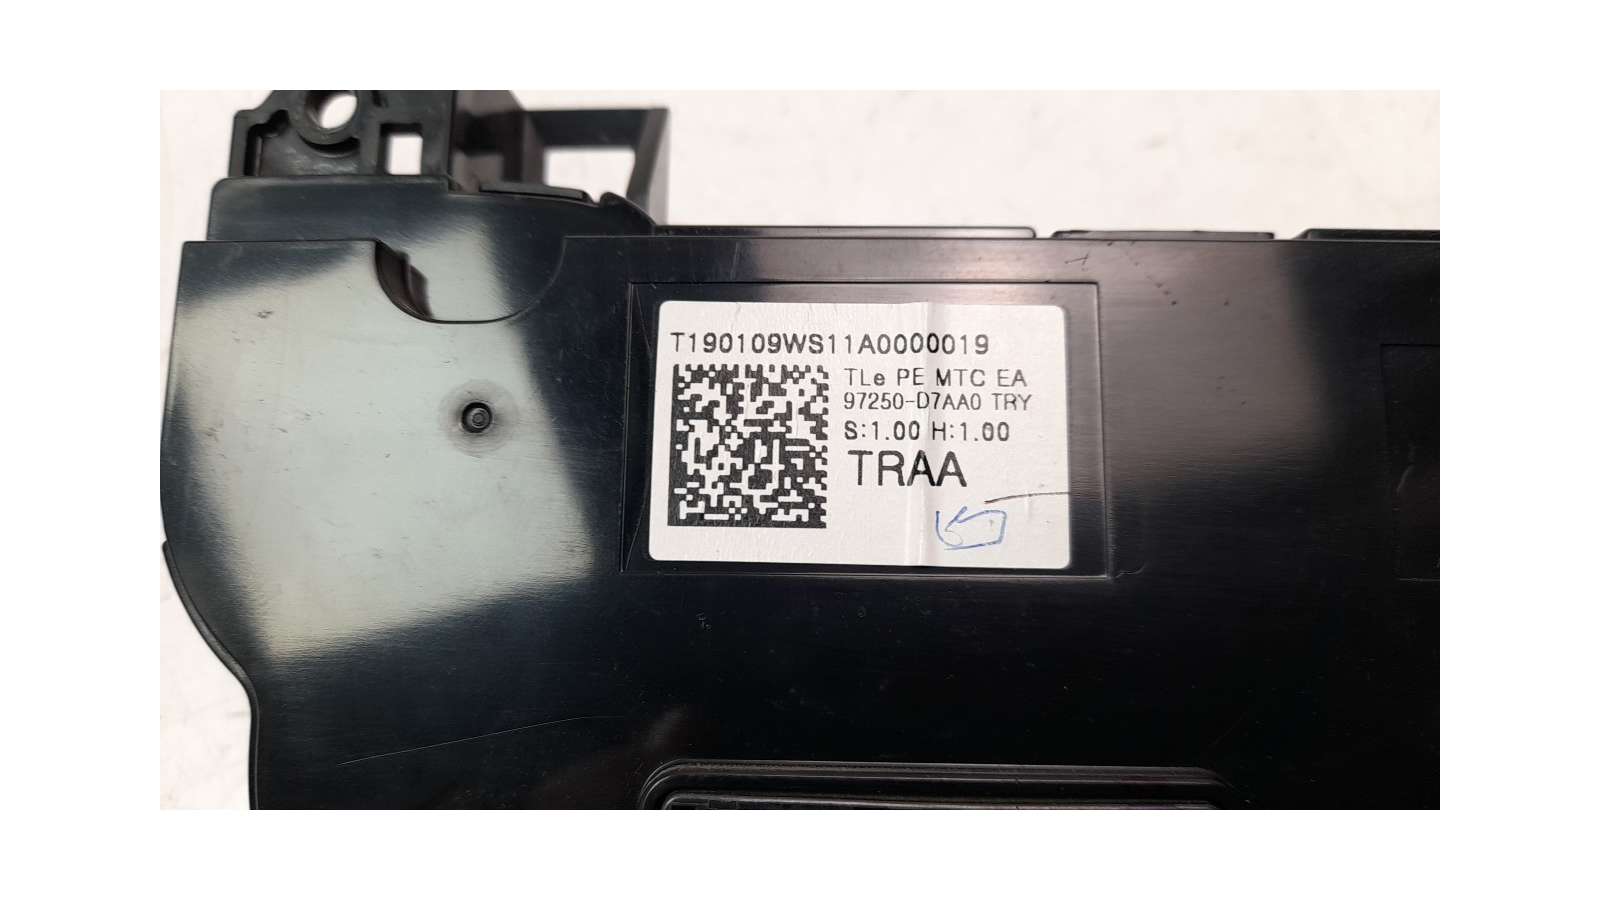 T190109WS11A0000019
TLe PE MTC EA
97250-D7AA0 TRY
S:1.00 H:1.00
TRAA